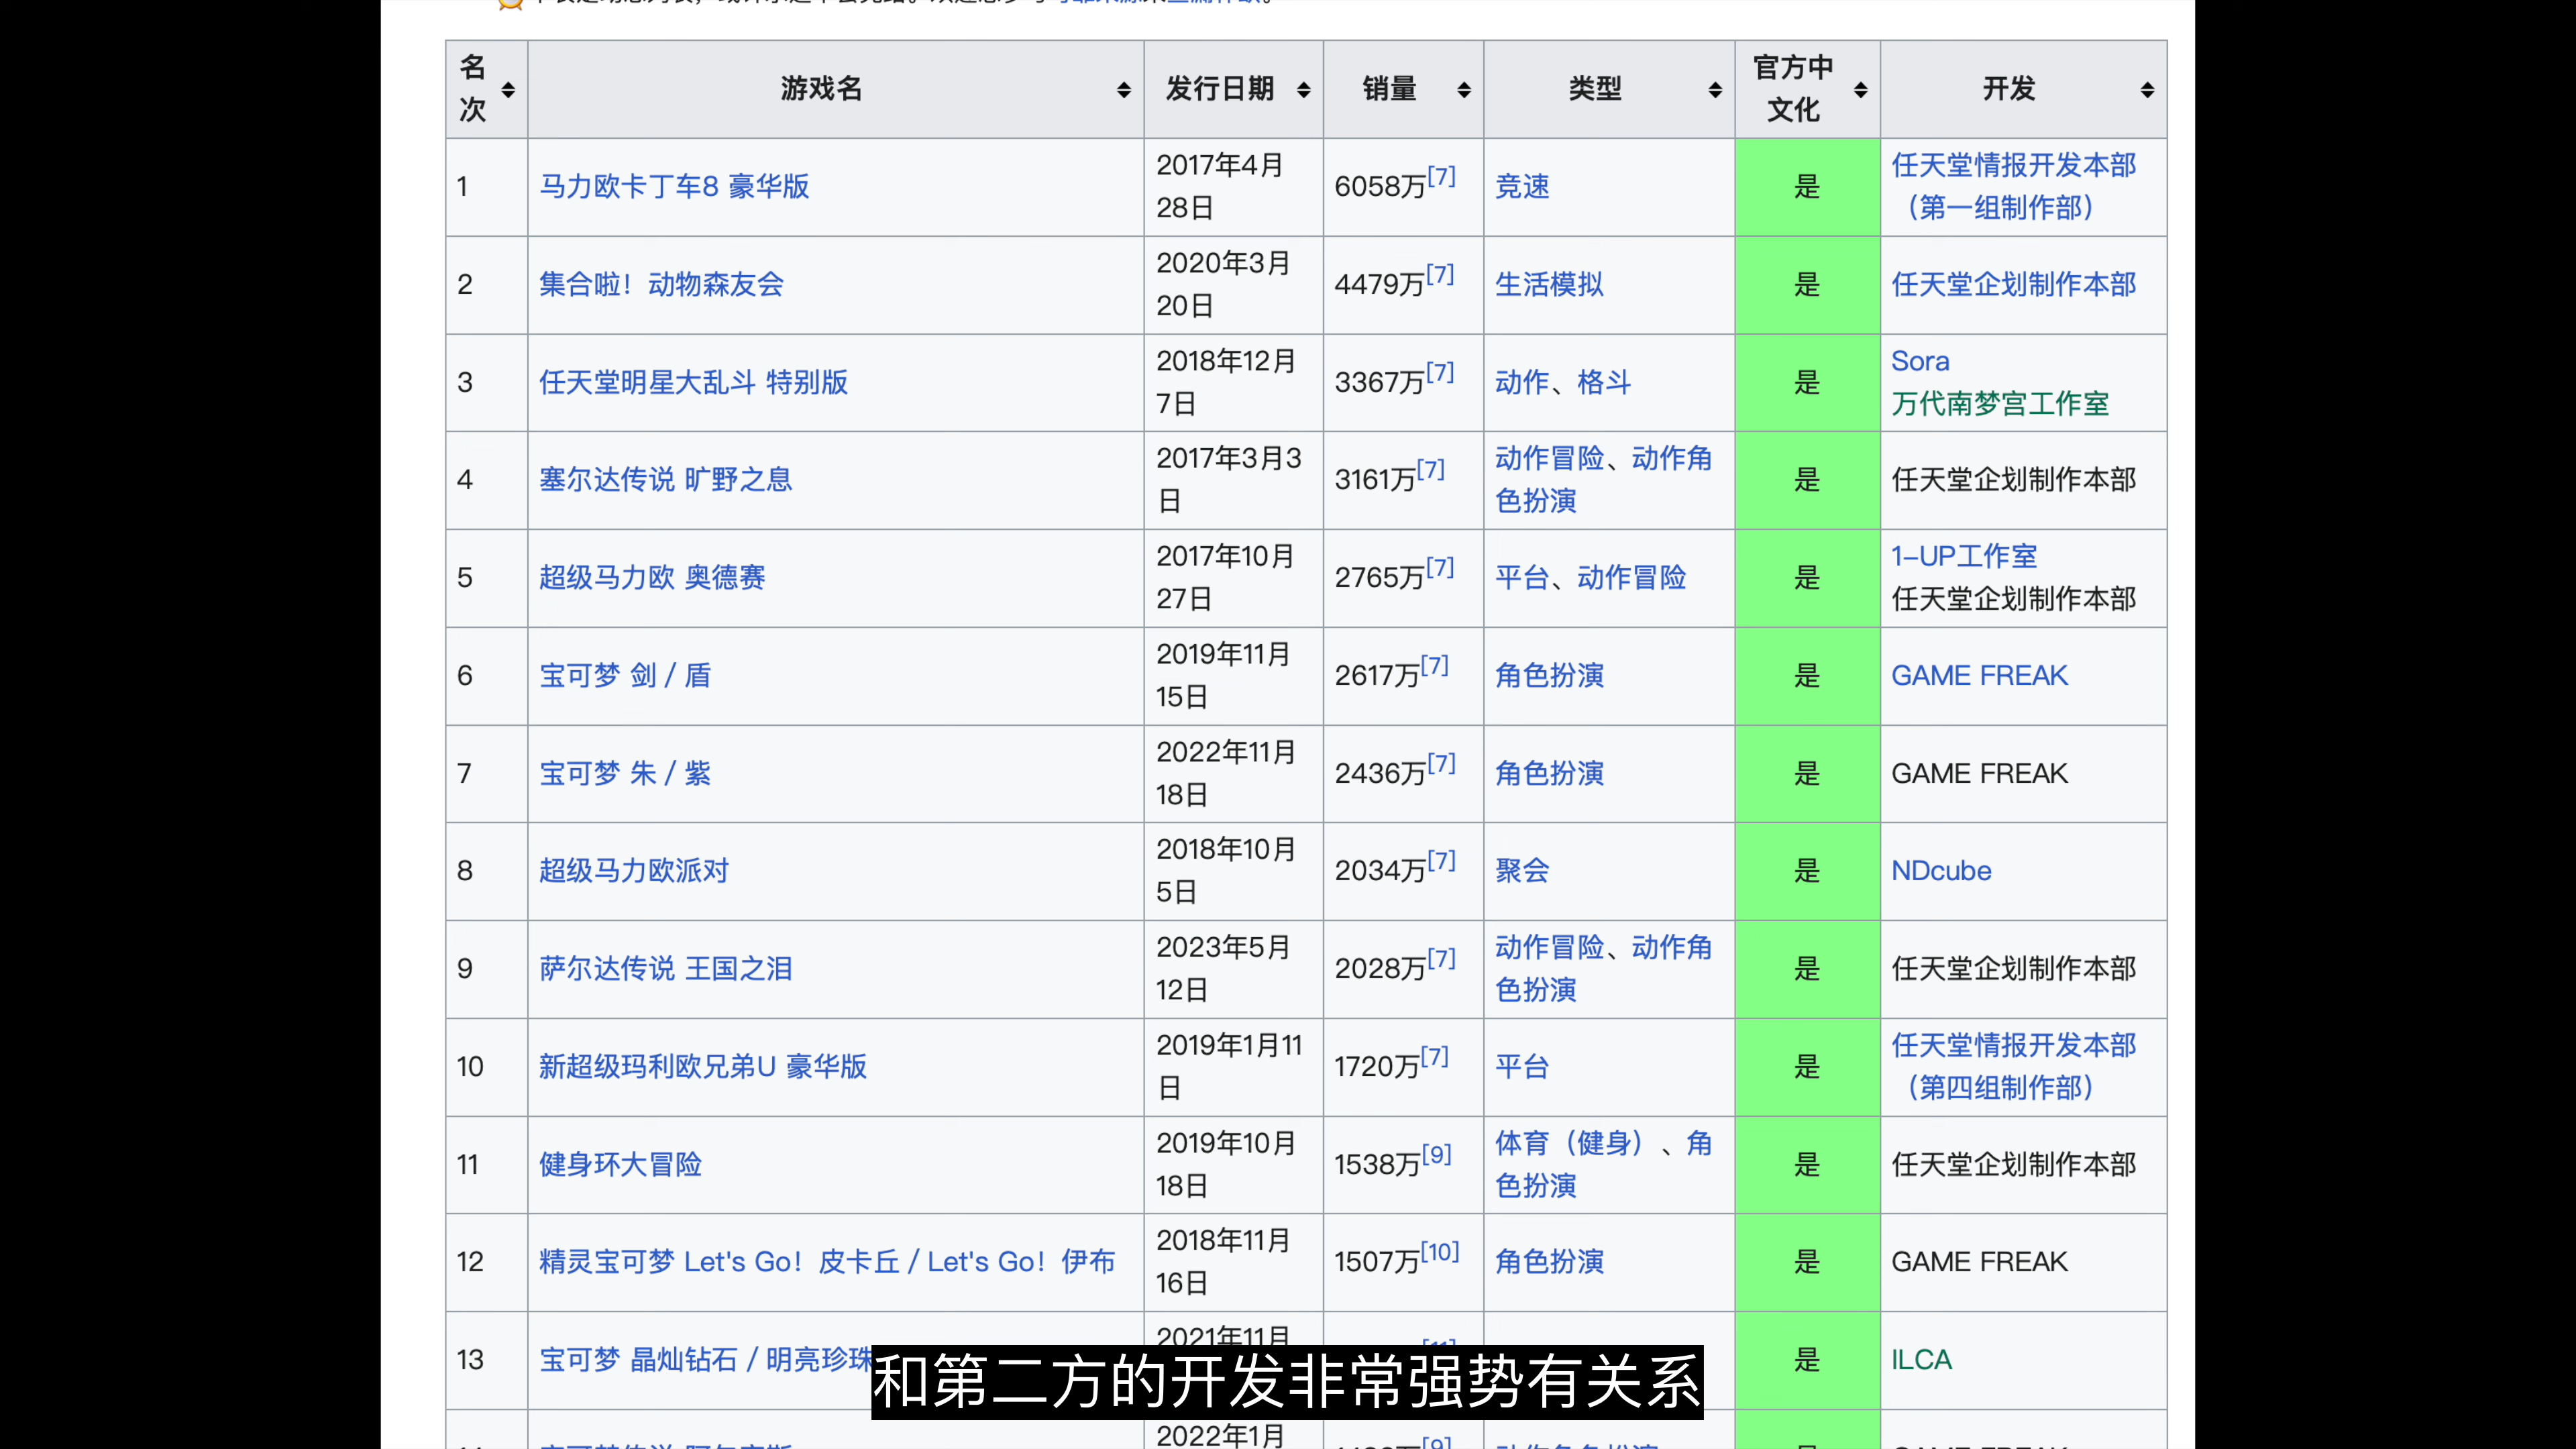 名次 游戏名 发行日期 销量 类型 官方中文化 开发
1 马力欧卡丁车8 豪华版 2017年4月28日 6058万[7] 竞速 是 任天堂情报开发本部（第一组制作部）
2 集合啦！动物森友会 2020年3月20日 4479万[7] 生活模拟 是 任天堂企划制作本部
3 任天堂明星大乱斗 特别版 2018年12月7日 3367万[7] 动作、格斗 是 Sora 万代南梦宫工作室
4 塞尔达传说 旷野之息 2017年3月3日 3161万[7] 动作冒险、动作角色扮演 是 任天堂企划制作本部
5 超级马力欧 奥德赛 2017年10月27日 2765万[7] 平台、动作冒险 是 1-UP工作室 任天堂企划制作本部
6 宝可梦 剑 / 盾 2019年11月15日 2617万[7] 角色扮演 是 GAME FREAK
7 宝可梦 朱 / 紫 2022年11月18日 2436万[7] 角色扮演 是 GAME FREAK
8 超级马力欧派对 2018年10月5日 2034万[7] 聚会 是 NDcube
9 萨尔达传说 王国之泪 2023年5月12日 2028万[7] 动作冒险、动作角色扮演 是 任天堂企划制作本部
10 新超级玛利欧兄弟U 豪华版 2019年1月11日 1720万[7] 平台 是 任天堂情报开发本部（第四组制作部）
11 健身环大冒险 2019年10月18日 1538万[9] 体育（健身）、角色扮演 是 任天堂企划制作本部
12 精灵宝可梦 Let's Go！皮卡丘 / Let's Go！伊布 2018年11月16日 1507万[10] 角色扮演 是 GAME FREAK
13 宝可梦 晶灿钻石 / 明亮珍珠 2021年11月 是 ILCA
2022年1月
和第二方的开发非常强势有关系